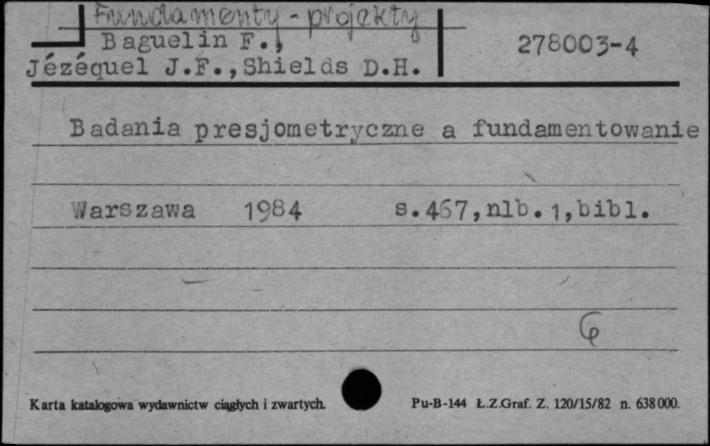 Fundamenty - projekty
Baguelin F.,
Jézéquel J.F., Shields D.H.
278003-4
Badania presjometryczne a fundamentowanie
Warszawa 1984 s.467,nlb.1,bibl.
6
Karta katalogowa wydawnictw ciągłych i zwartych.
Pu-B-144 Ł.Z.Graf. Z. 120/15/82 n. 638000.